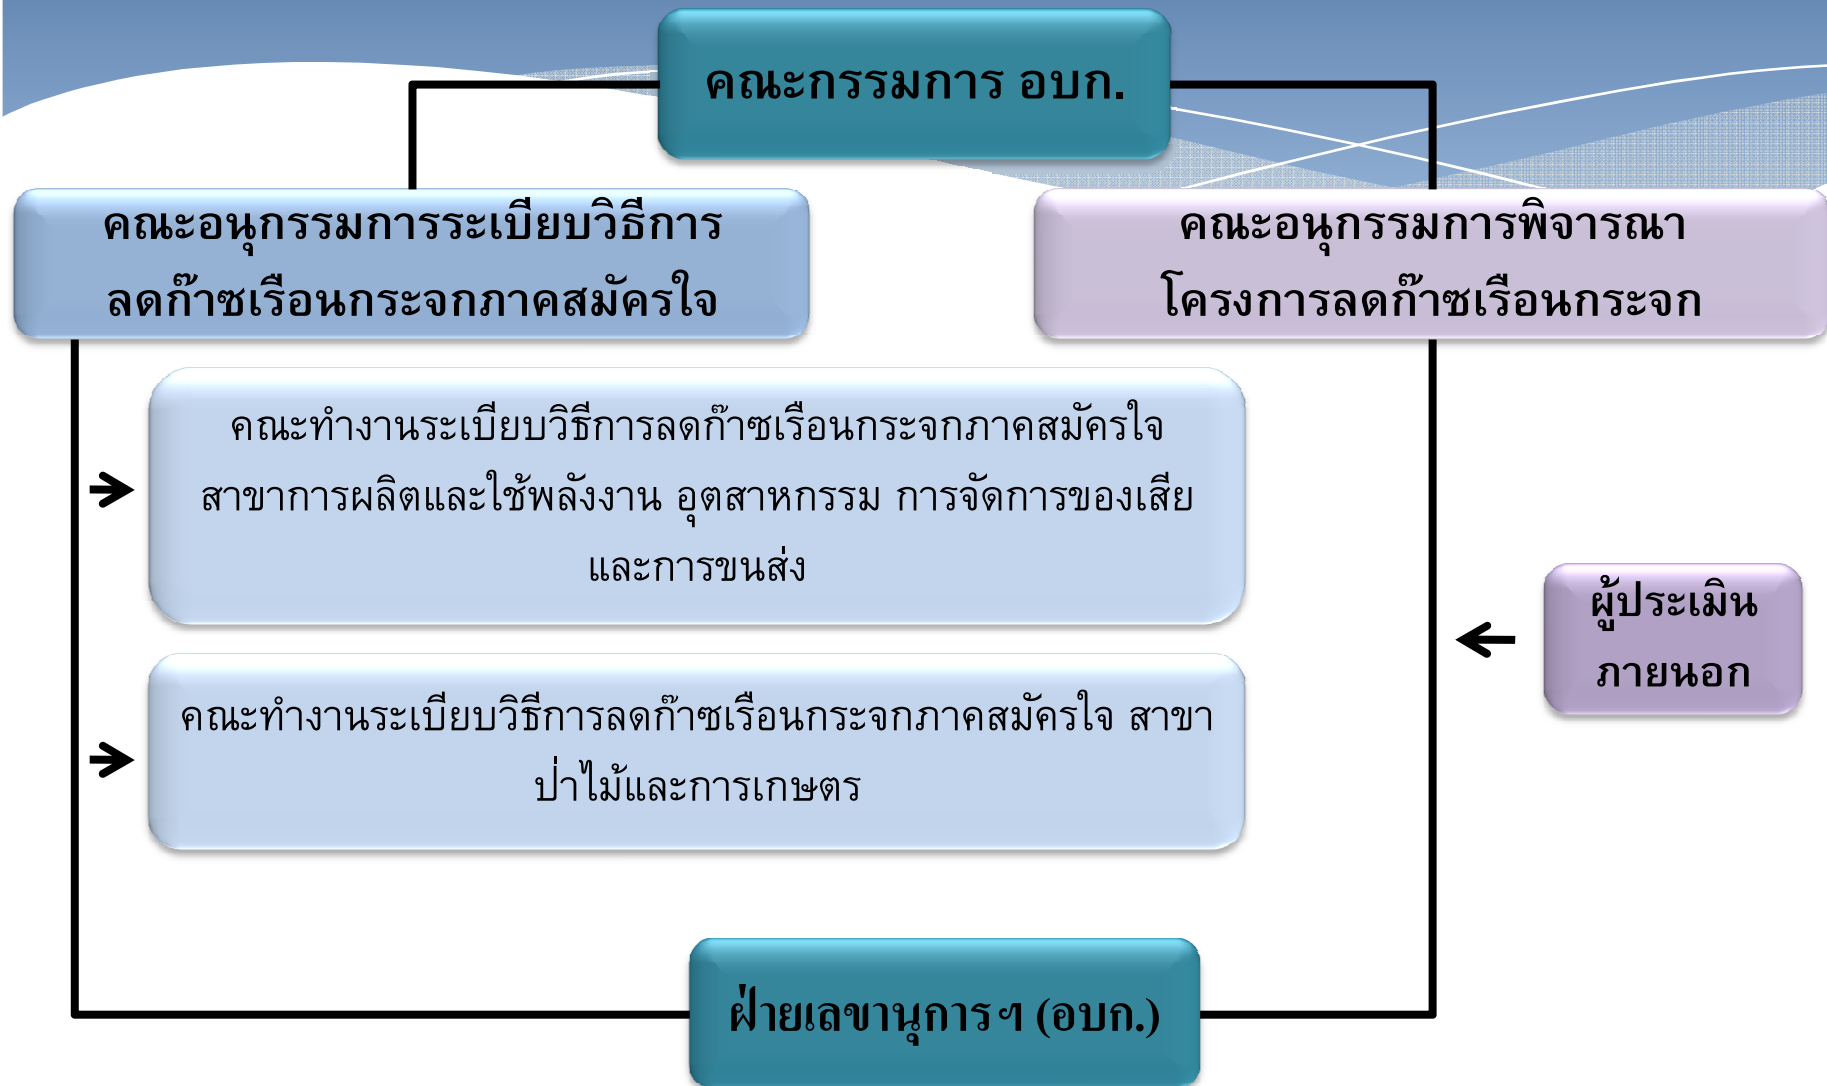 คณะกรรมการ อบก.
คณะอนุกรรมการระเบียบวิธีการ
ลดก๊าซเรือนกระจกภาคสมัครใจ
คณะอนุกรรมการพิจารณา
โครงการลดก๊าซเรือนกระจก
คณะทำงานระเบียบวิธีการลดก๊าซเรือนกระจกภาคสมัครใจ
สาขาการผลิตและใช้พลังงาน อุตสาหกรรม การจัดการของเสีย
และการขนส่ง
ผู้ประเมิน
ภายนอก
คณะทำงานระเบียบวิธีการลดก๊าซเรือนกระจกภาคสมัครใจ สาขา
ป่าไม้และการเกษตร
ฝ่ายเลขานุการฯ (อบก.)